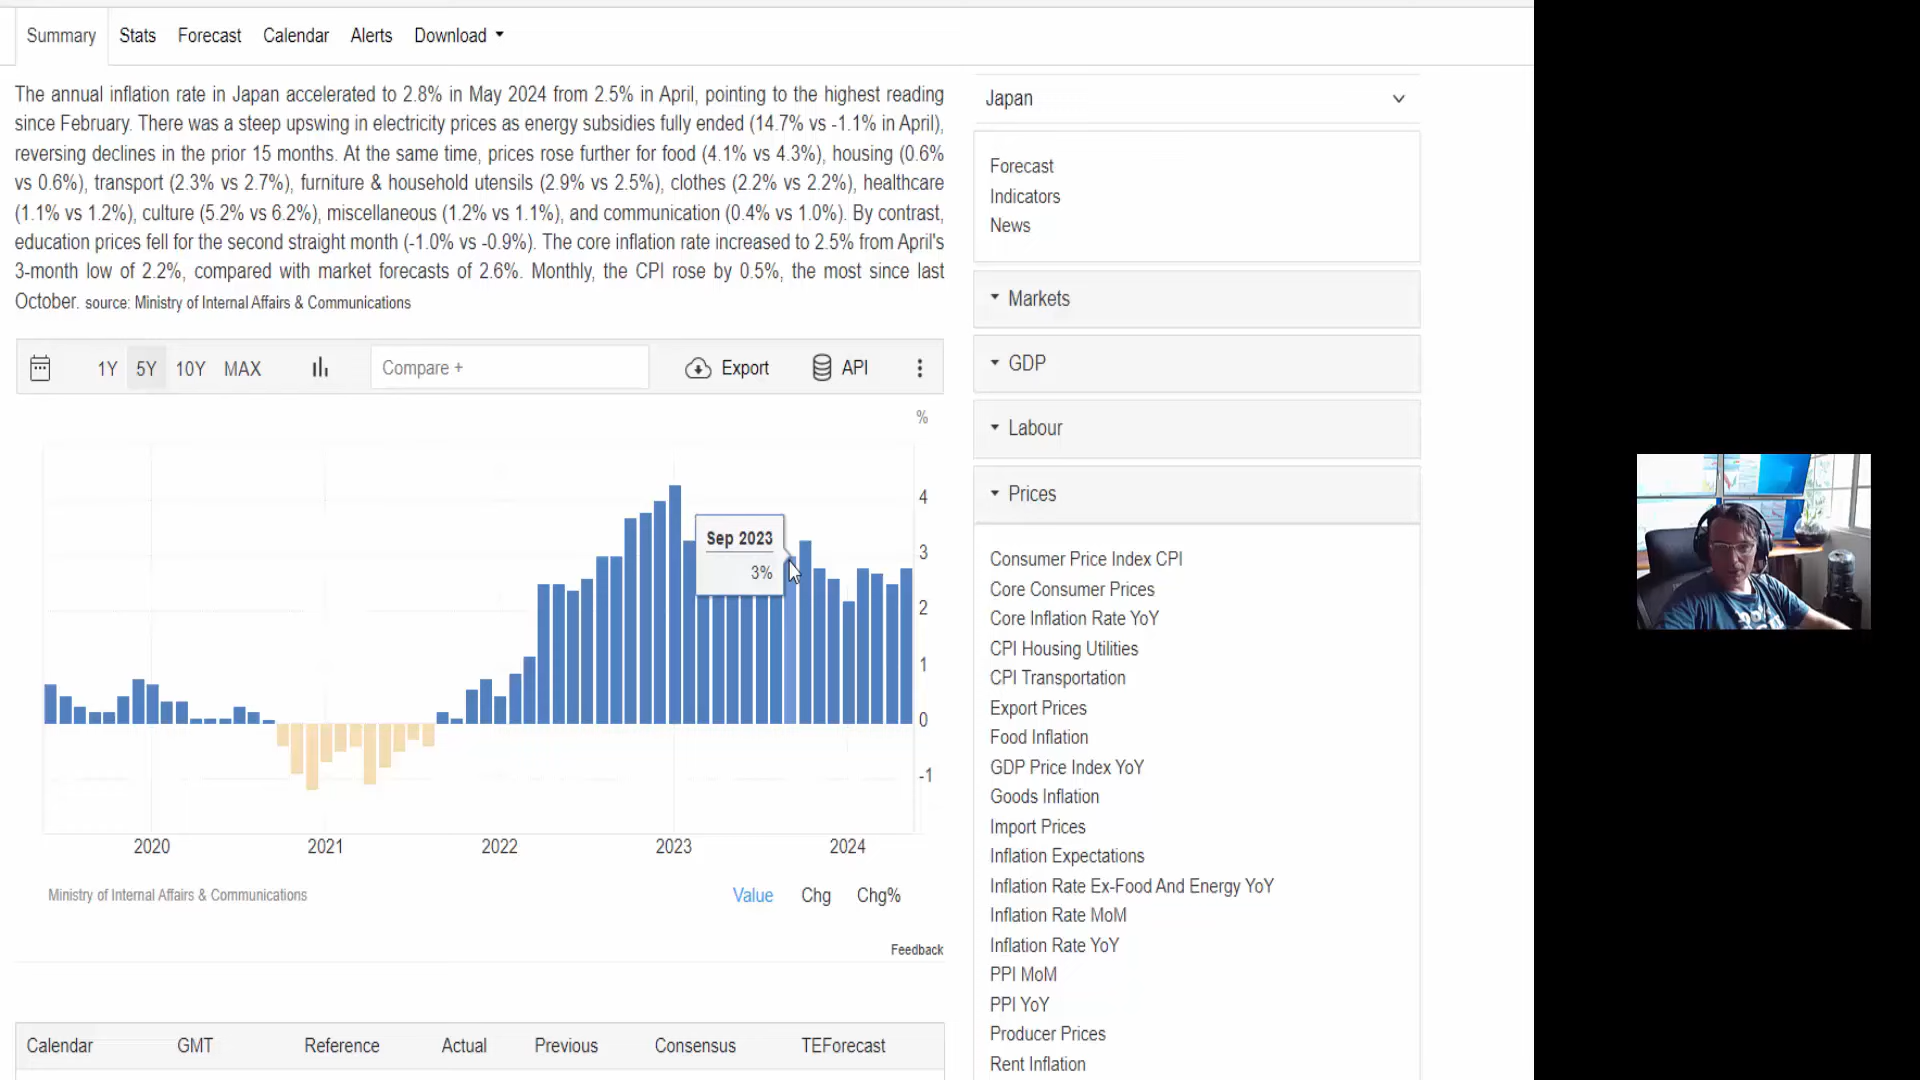 Summary Stats Forecast Calendar Alerts Download
The annual inflation rate in Japan accelerated to 2.8% in May 2024 from 2.5% in April, pointing to the highest reading
since February. There was a steep upswing in electricity prices as energy subsidies fully ended (14.7% vs -1.1% in April),
reversing declines in the prior 15 months. At the same time, prices rose further for food (4.1% vs 4.3%), housing (0.6%
vs 0.6%), transport (2.3% vs 2.7%), furniture & household utensils (2.9% vs 2.5%), clothes (2.2% vs 2.2%), healthcare
(1.1% vs 1.2%), culture (5.2% vs 6.2%), miscellaneous (1.2% vs 1.1%), and communication (0.4% vs 1.0%). By contrast,
education prices fell for the second straight month (-1.0% vs -0.9%). The core inflation rate increased to 2.5% from April's
3-month low of 2.2%, compared with market forecasts of 2.6%. Monthly, the CPI rose by 0.5%, the most since last
October. source: Ministry of Internal Affairs & Communications
1Y 5Y 10Y MAX Compare + Export API
%
4
3
2
1
0
-1
Sep 2023
3%
2020 2021 2022 2023 2024
Ministry of Internal Affairs & Communications Value Chg Chg%
Feedback
Calendar GMT Reference Actual Previous Consensus TEForecast
Japan
Forecast
Indicators
News
Markets
GDP
Labour
Prices
Consumer Price Index CPI
Core Consumer Prices
Core Inflation Rate YoY
CPI Housing Utilities
CPI Transportation
Export Prices
Food Inflation
GDP Price Index YoY
Goods Inflation
Import Prices
Inflation Expectations
Inflation Rate Ex-Food And Energy YoY
Inflation Rate MoM
Inflation Rate YoY
PPI MoM
PPI YoY
Producer Prices
Rent Inflation